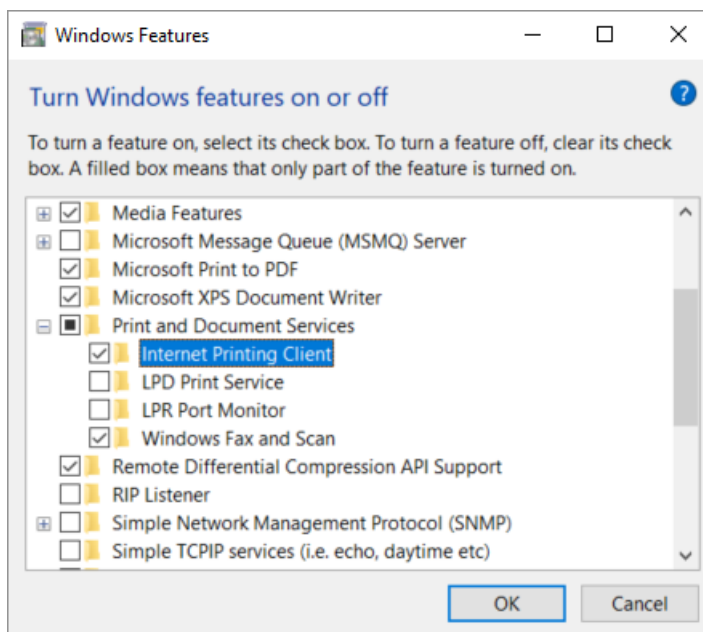 Windows Features
Turn Windows features on or off
?
To turn a feature on, select its check box. To turn a feature off, clear its check
box. A filled box means that only part of the feature is turned on.
Media Features
Microsoft Message Queue (MSMQ) Server
Microsoft Print to PDF
Microsoft XPS Document Writer
Print and Document Services
Internet Printing Client
LPD Print Service
LPR Port Monitor
Windows Fax and Scan
Remote Differential Compression API Support
RIP Listener
Simple Network Management Protocol (SNMP)
Simple TCPIP services (i.e. echo, daytime etc)
OK Cancel